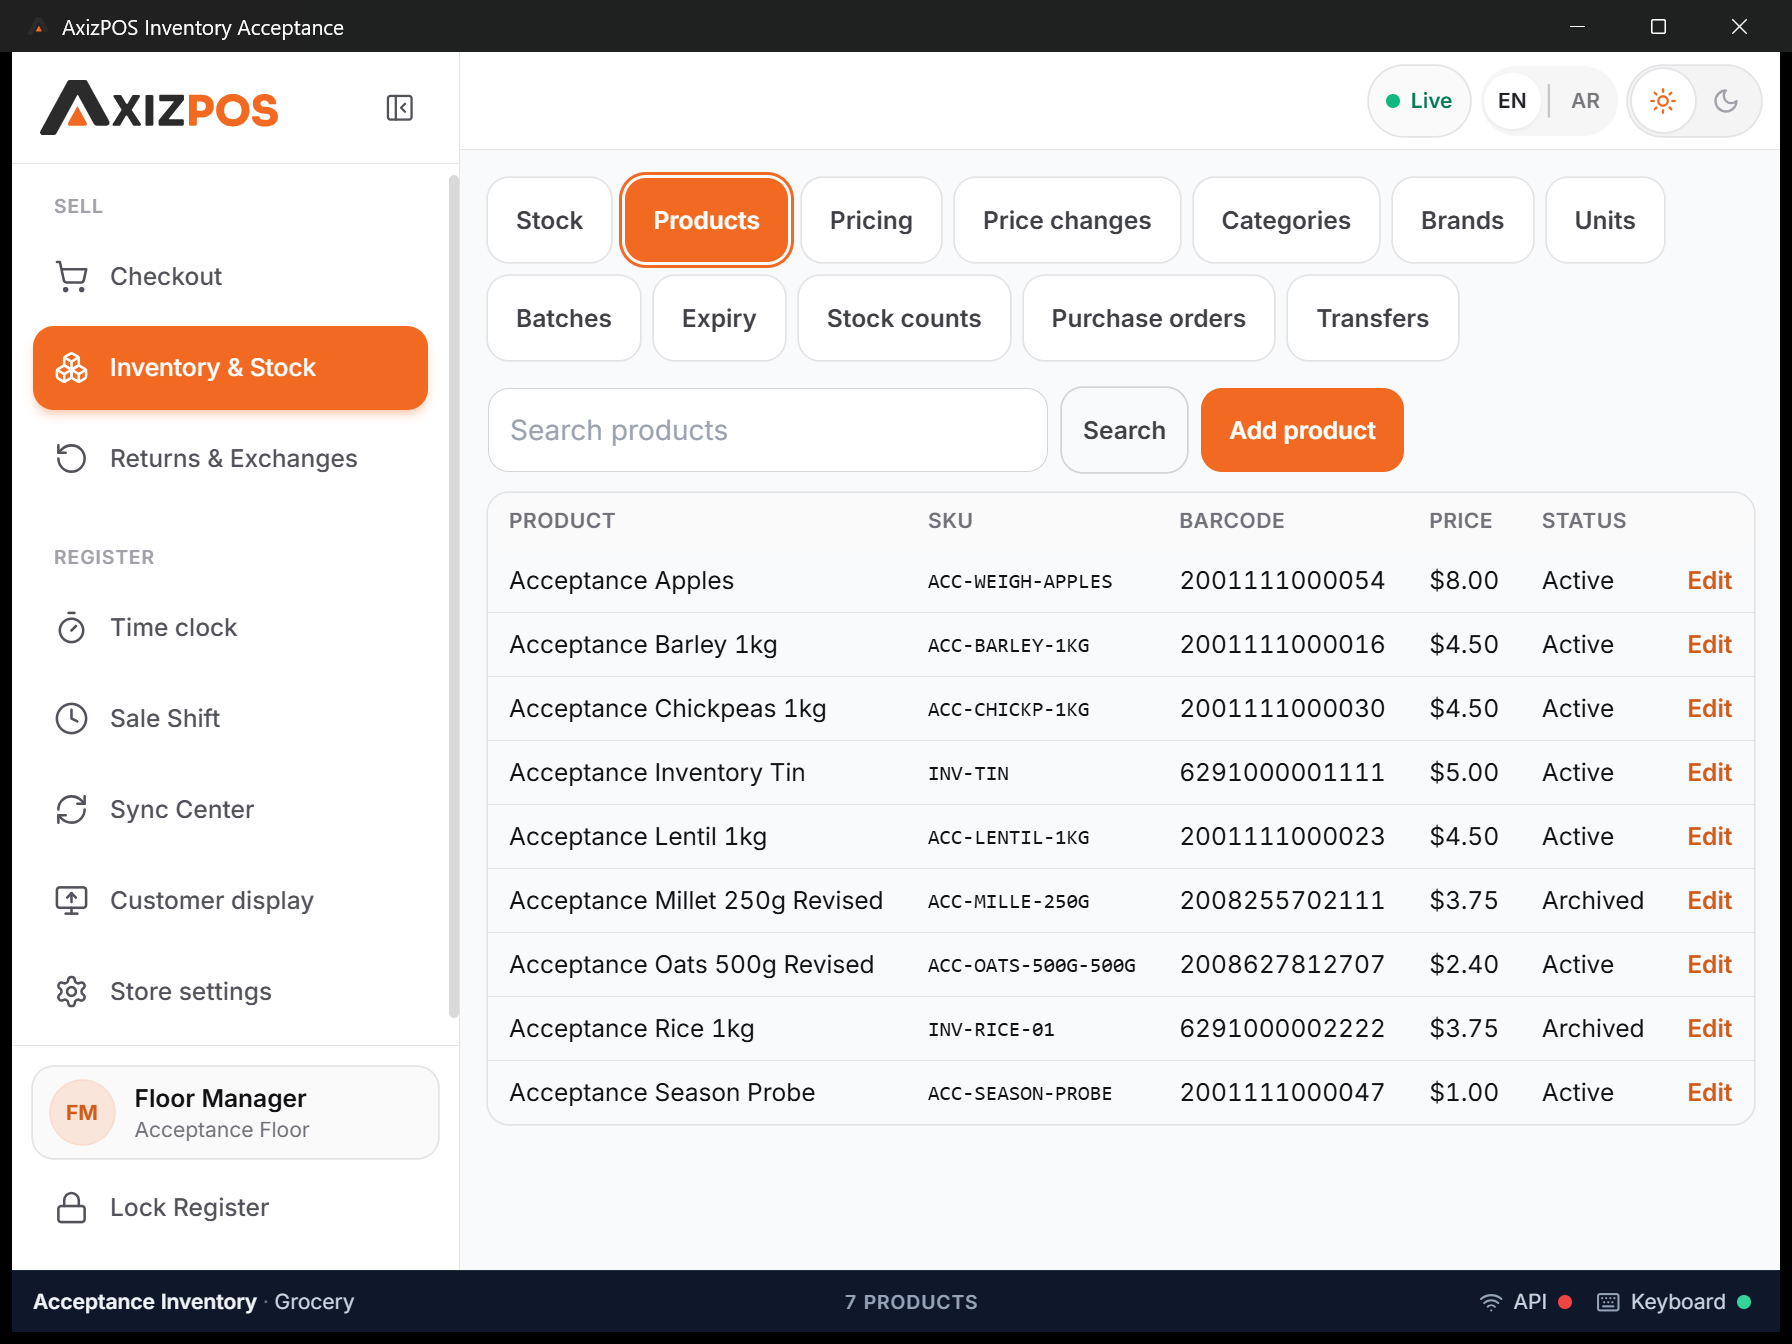 AxizPOS Inventory Acceptance
AXIZPOS
Live
EN
AR
SELL
Checkout
Inventory & Stock
Returns & Exchanges
REGISTER
Time clock
Sale Shift
Sync Center
Customer display
Store settings
FM
Floor Manager
Acceptance Floor
Lock Register
Stock Products Pricing Price changes Categories Brands Units
Batches Expiry Stock counts Purchase orders Transfers
Search products Search Add product
PRODUCT SKU BARCODE PRICE STATUS
Acceptance Apples ACC-WEIGH-APPLES 2001111000054 $8.00 Active Edit
Acceptance Barley 1kg ACC-BARLEY-1KG 2001111000016 $4.50 Active Edit
Acceptance Chickpeas 1kg ACC-CHICKP-1KG 2001111000030 $4.50 Active Edit
Acceptance Inventory Tin INV-TIN 6291000001111 $5.00 Active Edit
Acceptance Lentil 1kg ACC-LENTIL-1KG 2001111000023 $4.50 Active Edit
Acceptance Millet 250g Revised ACC-MILLE-250G 2008255702111 $3.75 Archived Edit
Acceptance Oats 500g Revised ACC-OATS-500G-500G 2008627812707 $2.40 Active Edit
Acceptance Rice 1kg INV-RICE-01 6291000002222 $3.75 Archived Edit
Acceptance Season Probe ACC-SEASON-PROBE 2001111000047 $1.00 Active Edit
Acceptance Inventory · Grocery
7 PRODUCTS
API
Keyboard